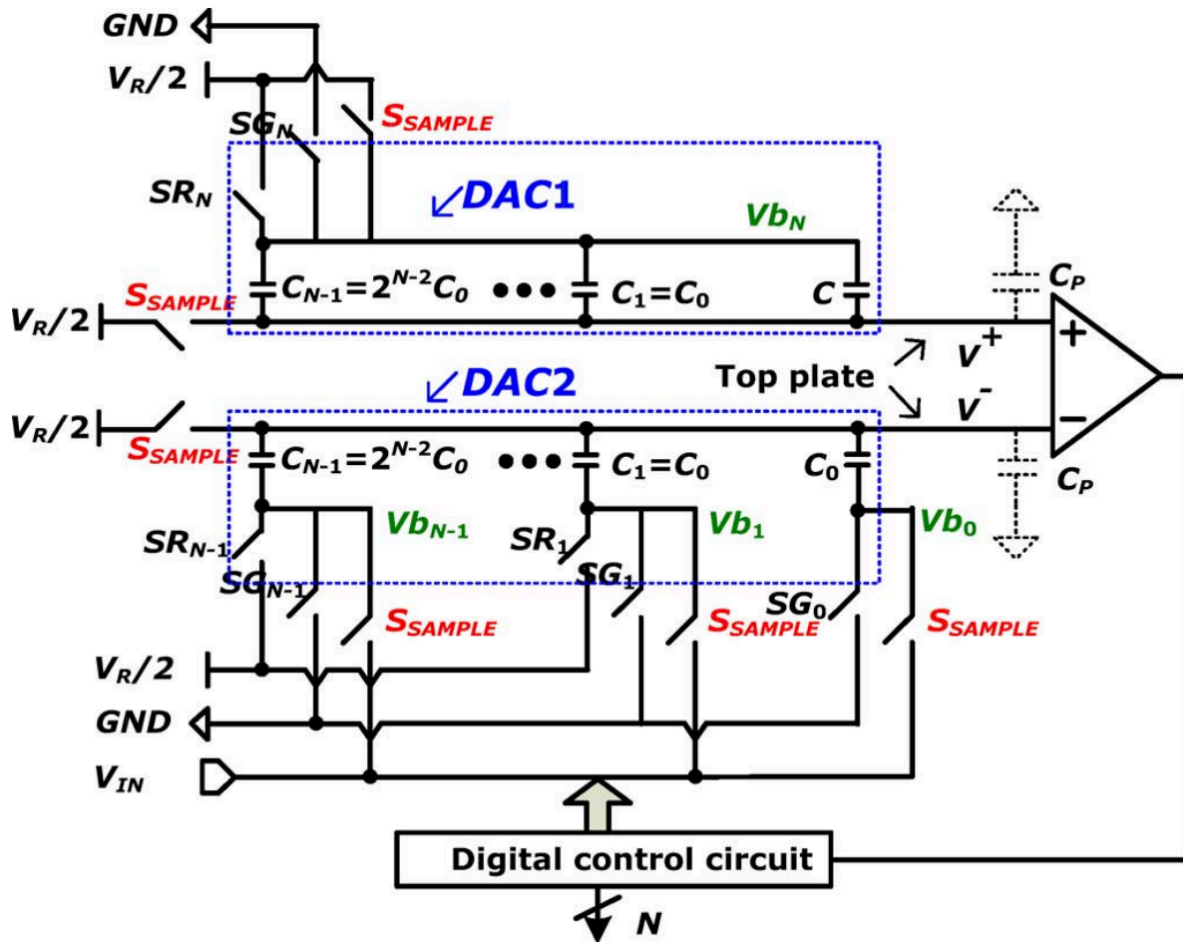 GND
V_R/2
SG_N
S_SAMPLE
SR_N
DAC1
Vb_N
C_{N-1}=2^{N-2}C_0
C_1=C_0
C
C_P
S_SAMPLE
V_R/2
+
V^+
Top plate
DAC2
V^-
−
V_R/2
S_SAMPLE
C_{N-1}=2^{N-2}C_0
C_1=C_0
C_0
C_P
SR_{N-1}
Vb_{N-1}
SR_1
Vb_1
Vb_0
SG_{N-1}
SG_1
SG_0
S_SAMPLE
S_SAMPLE
S_SAMPLE
V_R/2
GND
V_IN
Digital control circuit
N